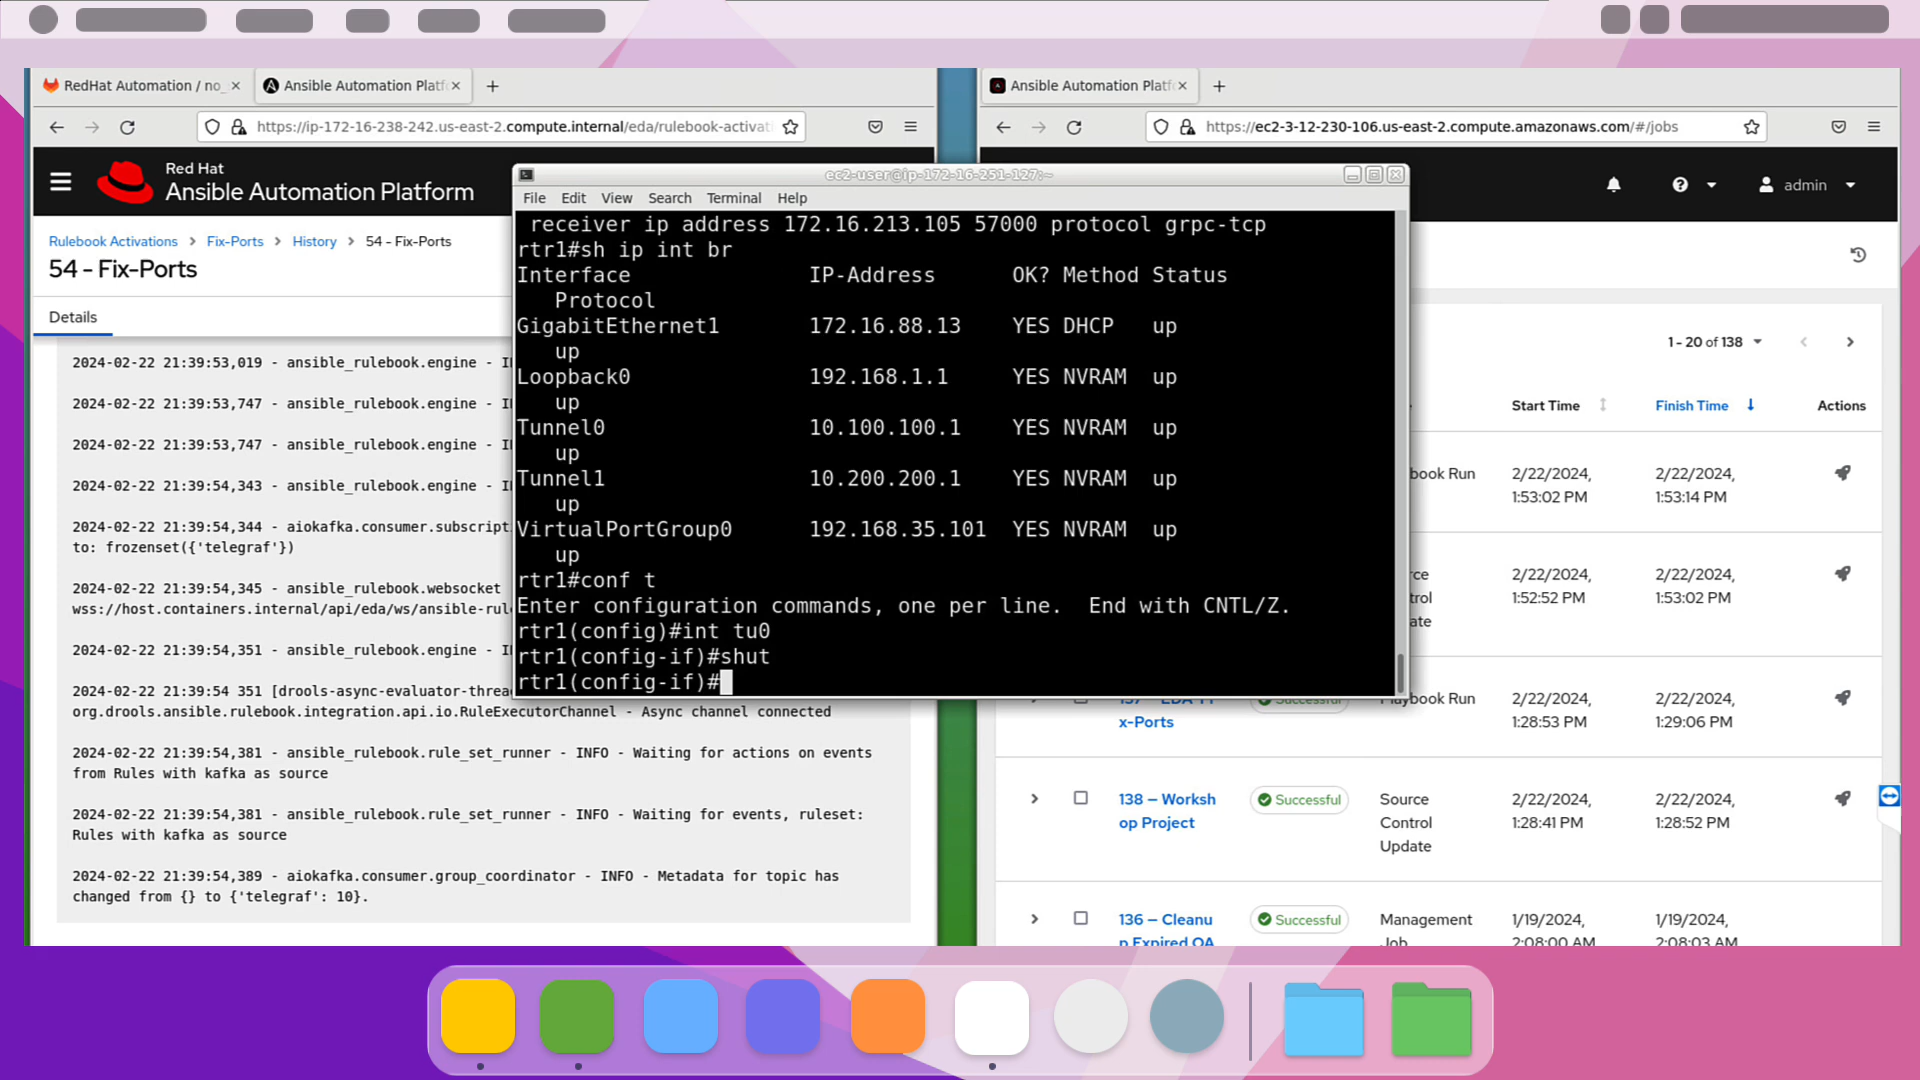 RedHat Automation / no_
Ansible Automation Platf
https://ip-172-16-238-242.us-east-2.compute.internal/eda/rulebook-activati
Red Hat
Ansible Automation Platform
Rulebook Activations > Fix-Ports > History > 54 - Fix-Ports
54 - Fix-Ports
Details
2024-02-22 21:39:53,019 - ansible_rulebook.engine - I
2024-02-22 21:39:53,747 - ansible_rulebook.engine - I
2024-02-22 21:39:53,747 - ansible_rulebook.engine - I
2024-02-22 21:39:54,343 - ansible_rulebook.engine - I
2024-02-22 21:39:54,344 - aiokafka.consumer.subscript
to: frozenset({'telegraf'})
2024-02-22 21:39:54,345 - ansible_rulebook.websocket
wss://host.containers.internal/api/eda/ws/ansible-rul
2024-02-22 21:39:54,351 - ansible_rulebook.engine - I
2024-02-22 21:39:54 351 [drools-async-evaluator-threa
org.drools.ansible.rulebook.integration.api.io.RuleExecutorChannel - Async channel connected
2024-02-22 21:39:54,381 - ansible_rulebook.rule_set_runner - INFO - Waiting for actions on events
from Rules with kafka as source
2024-02-22 21:39:54,381 - ansible_rulebook.rule_set_runner - INFO - Waiting for events, ruleset:
Rules with kafka as source
2024-02-22 21:39:54,389 - aiokafka.consumer.group_coordinator - INFO - Metadata for topic has
changed from {} to {'telegraf': 10}.
ec2-user@ip-172-16-251-127:~
File Edit View Search Terminal Help
receiver ip address 172.16.213.105 57000 protocol grpc-tcp
rtr1#sh ip int br
Interface IP-Address OK? Method Status
Protocol
GigabitEthernet1 172.16.88.13 YES DHCP up
up
Loopback0 192.168.1.1 YES NVRAM up
up
Tunnel0 10.100.100.1 YES NVRAM up
up
Tunnel1 10.200.200.1 YES NVRAM up
up
VirtualPortGroup0 192.168.35.101 YES NVRAM up
up
rtr1#conf t
Enter configuration commands, one per line. End with CNTL/Z.
rtr1(config)#int tu0
rtr1(config-if)#shut
rtr1(config-if)#
Ansible Automation Platf
https://ec2-3-12-230-106.us-east-2.compute.amazonaws.com/#/jobs
admin
1 - 20 of 138
Start Time Finish Time Actions
book Run 2/22/2024, 2/22/2024,
1:53:02 PM 1:53:14 PM
rce 2/22/2024, 2/22/2024,
trol 1:52:52 PM 1:53:02 PM
ate
Playbook Run 2/22/2024, 2/22/2024,
x-Ports 1:28:53 PM 1:29:06 PM
138 – Worksh Successful Source 2/22/2024, 2/22/2024,
op Project Control 1:28:41 PM 1:28:52 PM
Update
136 – Cleanu Successful Management 1/19/2024, 1/19/2024,
p Expired OA Job 2:08:00 AM 2:08:03 AM